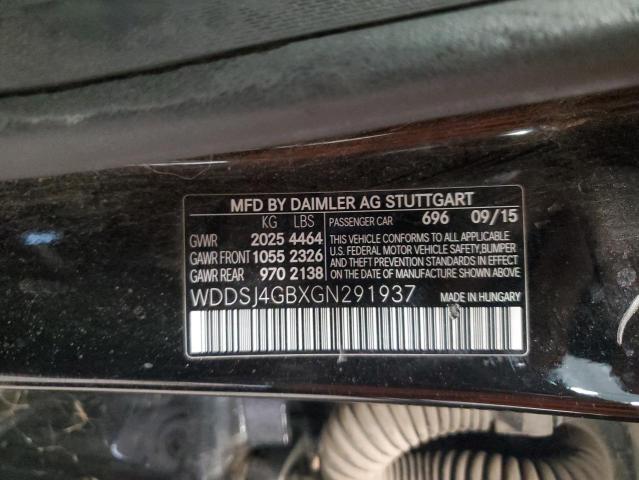 MFD BY DAIMLER AG STUTTGART
KG LBS PASSENGER CAR 696 09/15
GVWR 2025 4464
GAWR FRONT 1055 2326
GAWR REAR 970 2138
THIS VEHICLE CONFORMS TO ALL APPLICABLE
U.S. FEDERAL MOTOR VEHICLE SAFETY, BUMPER
AND THEFT PREVENTION STANDARDS IN EFFECT
ON THE DATE OF MANUFACTURE SHOWN ABOVE.
WDDSJ4GBXGN291937 MADE IN HUNGARY